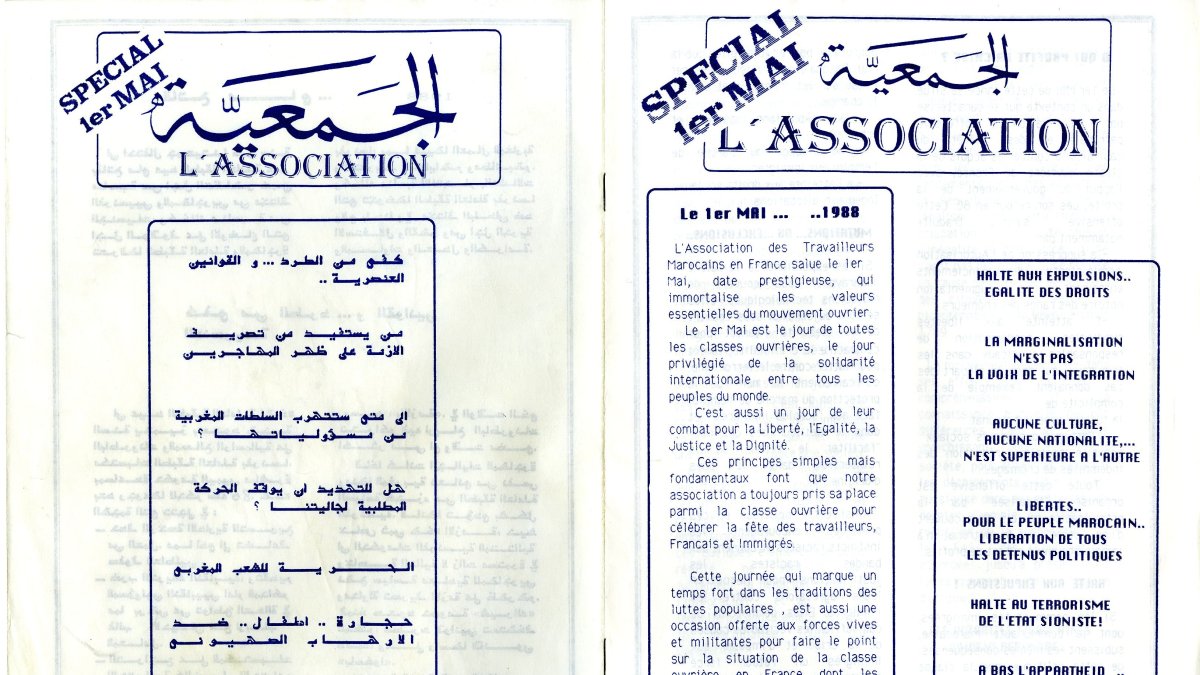 SPECIAL
1er MAI
الجمعيّة
L'ASSOCIATION
كفى من الطرد ... و القوانين
العنصرية ..
من يستفيد من تصريف
الازمة على ظهر المهاجرين
الى متى ستتهرب السلطات المغربية
من مسؤولياتها ؟
هل للتهديد ان يوقف الحركة
المطلبية لجاليتنا ؟
الحرية للشعب المغربي
حجارة .. اطفال .. ضد
الارهاب الصهيوني
SPECIAL
1er MAI
الجمعيّة
L'ASSOCIATION
Le 1er MAI ... ..1988
L'Association des Travailleurs
Marocains en France salue le 1er
Mai, date prestigieuse, qui
immortalise les valeurs
essentielles du mouvement ouvrier.
Le 1er Mai est le jour de toutes
les classes ouvrières, le jour
privilégié de la solidarité
internationale entre tous les
peuples du monde.
C'est aussi un jour de leur
combat pour la Liberté, l'Egalité, la
Justice et la Dignité.
Ces principes simples mais
fondamentaux font que notre
association a toujours pris sa place
parmi la classe ouvrière pour
célébrer la fête des travailleurs,
Francais et Immigrés.
Cette journée qui marque un
temps fort dans les traditions des
luttes populaires , est aussi une
occasion offerte aux forces vives
et militantes pour faire le point
sur la situation de la classe
ouvrière en France dont les
HALTE AUX EXPULSIONS..
EGALITE DES DROITS
LA MARGINALISATION
N'EST PAS
LA VOIX DE L'INTEGRATION
AUCUNE CULTURE,
AUCUNE NATIONALITE,...
N'EST SUPERIEURE A L'AUTRE
LIBERTES..
POUR LE PEUPLE MAROCAIN..
LIBERATION DE TOUS
LES DETENUS POLITIQUES
HALTE AU TERRORISME
DE L'ETAT SIONISTE!
A BAS L'APPARTHEID ..